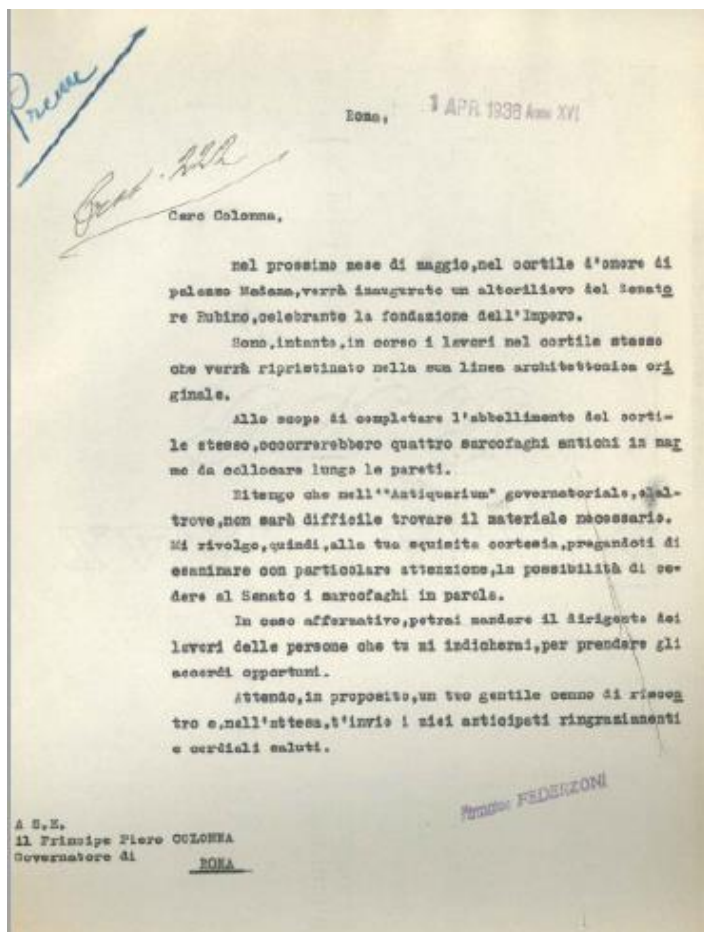 Preme
Roma, 1 APR 1938 Anno XVI
222
Caro Colonna,
nel prossimo mese di maggio,nel cortile d'onore di
palazzo Madama,verrà inaugurato un altorilievo del Senato
re Rubino,celebrante la fondazione dell'Impero.
Sono,intanto,in corso i lavori nel cortile stesso
che verrà ripristinato nella sua linea architettonica ori
ginale.
Allo scopo di completare l'abbellimento del corti-
le stesso,occorrerebbero quattro sarcofaghi antichi in mar
mo da collocare lungo le pareti.
Ritengo che nell'"Antiquarium" governatoriale,o al-
trove,non sarà difficile trovare il materiale necessario.
Mi rivolgo,quindi,alla tua squisita cortesia,pregandoti di
esaminare con particolare attenzione,la possibilità di ce-
dere al Senato i sarcofaghi in parola.
In caso affermativo,potrai mandare il dirigente dei
lavori delle persone che tu mi indicherai,per prendere gli
accordi opportuni.
Attendo,in proposito,un tuo gentile cenno di riscon
tro e,nell'attesa,t'invio i miei anticipati ringraziamenti
e cordiali saluti.
FEDERZONI
A S.E.
il Principe Piero COLONNA
Governatore di
ROMA